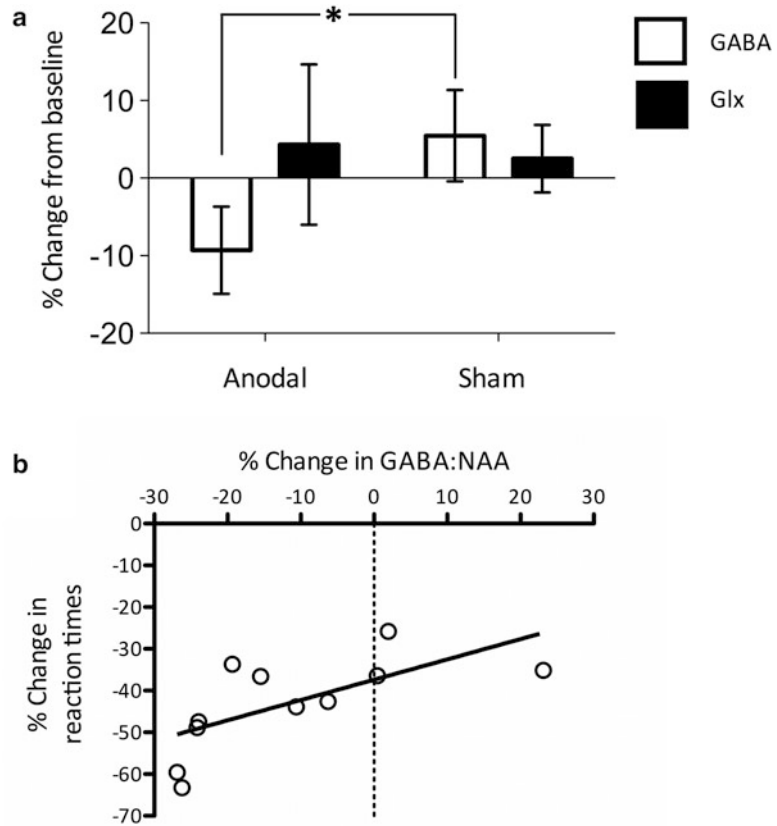 a
% Change from baseline
20
10
0
-10
-20
*
GABA
Glx
Anodal
Sham
b
% Change in GABA:NAA
-30 -20 -10 0 10 20 30
% Change in
reaction times
0
-10
-20
-30
-40
-50
-60
-70